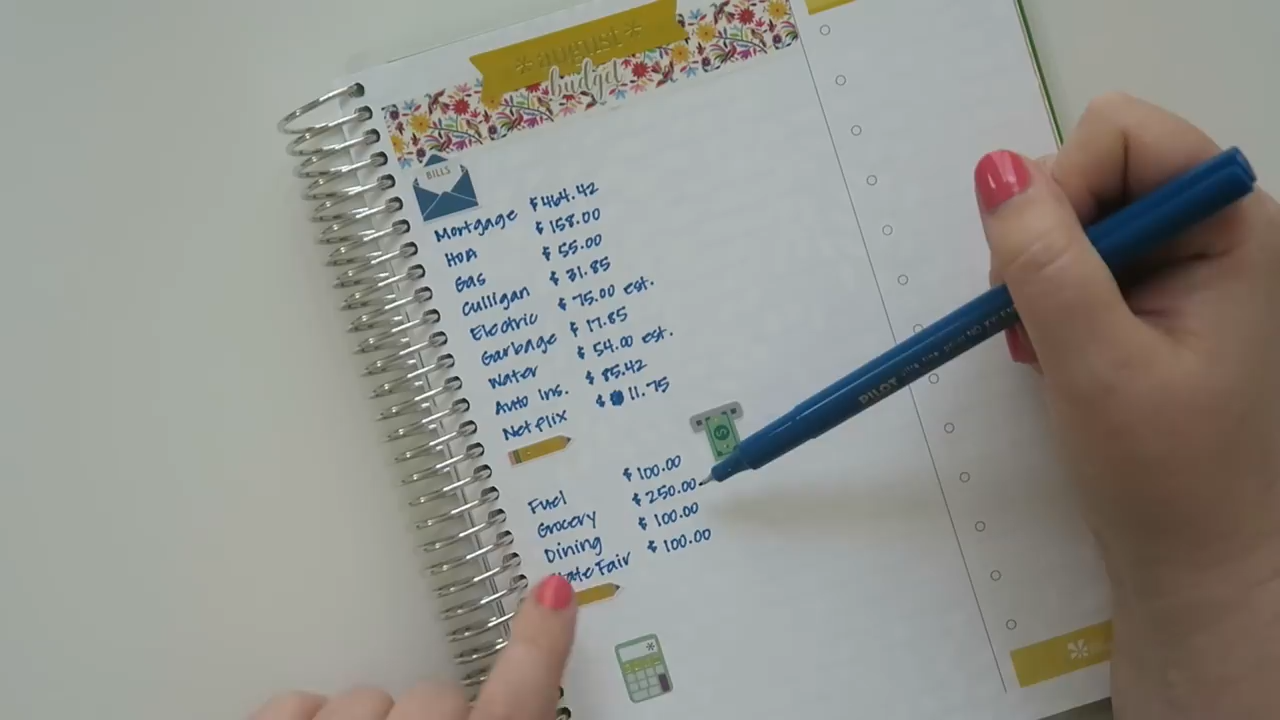 *august*
budget
BILLS
Mortgage $464.42
HOA $158.00
Gas $55.00
Culligan $31.85
Electric $75.00 est.
Garbage $17.85
Water $54.00 est.
Auto Ins. $85.42
Netflix $11.75
Fuel $100.00
Grocery $250.00
Dining $100.00
tate Fair $100.00
PILOT